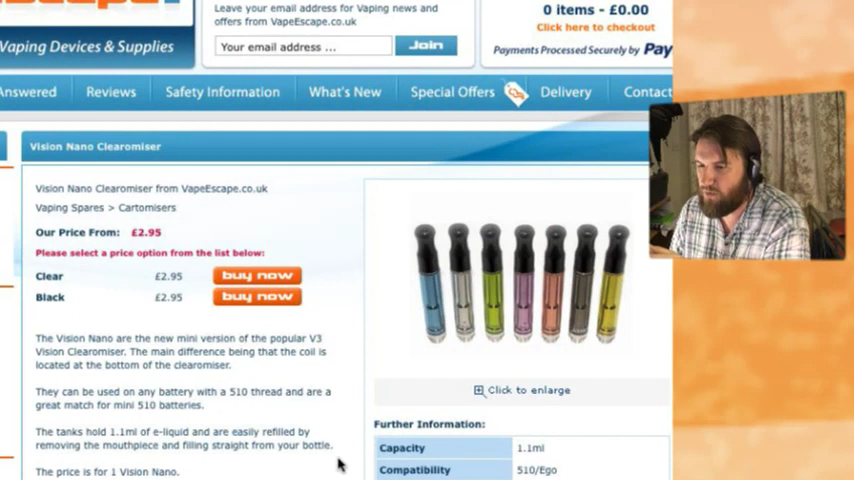 Vaping Devices & Supplies
Leave your email address for Vaping news and
offers from VapeEscape.co.uk
Your email address ...
Join
0 items - £0.00
Click here to checkout
Payments Processed Securely by Pay
Answered
Reviews
Safety Information
What's New
Special Offers
Delivery
Contact
Vision Nano Clearomiser
Vision Nano Clearomiser from VapeEscape.co.uk
Vaping Spares > Cartomisers
Our Price From: £2.95
Please select a price option from the list below:
Clear £2.95 buy now
Black £2.95 buy now
The Vision Nano are the new mini version of the popular V3
Vision Clearomiser. The main difference being that the coil is
located at the bottom of the clearomiser.
They can be used on any battery with a 510 thread and are a
great match for mini 510 batteries.
The tanks hold 1.1ml of e-liquid and are easily refilled by
removing the mouthpiece and filling straight from your bottle.
The price is for 1 Vision Nano.
Click to enlarge
Further Information:
Capacity 1.1ml
Compatibility 510/Ego